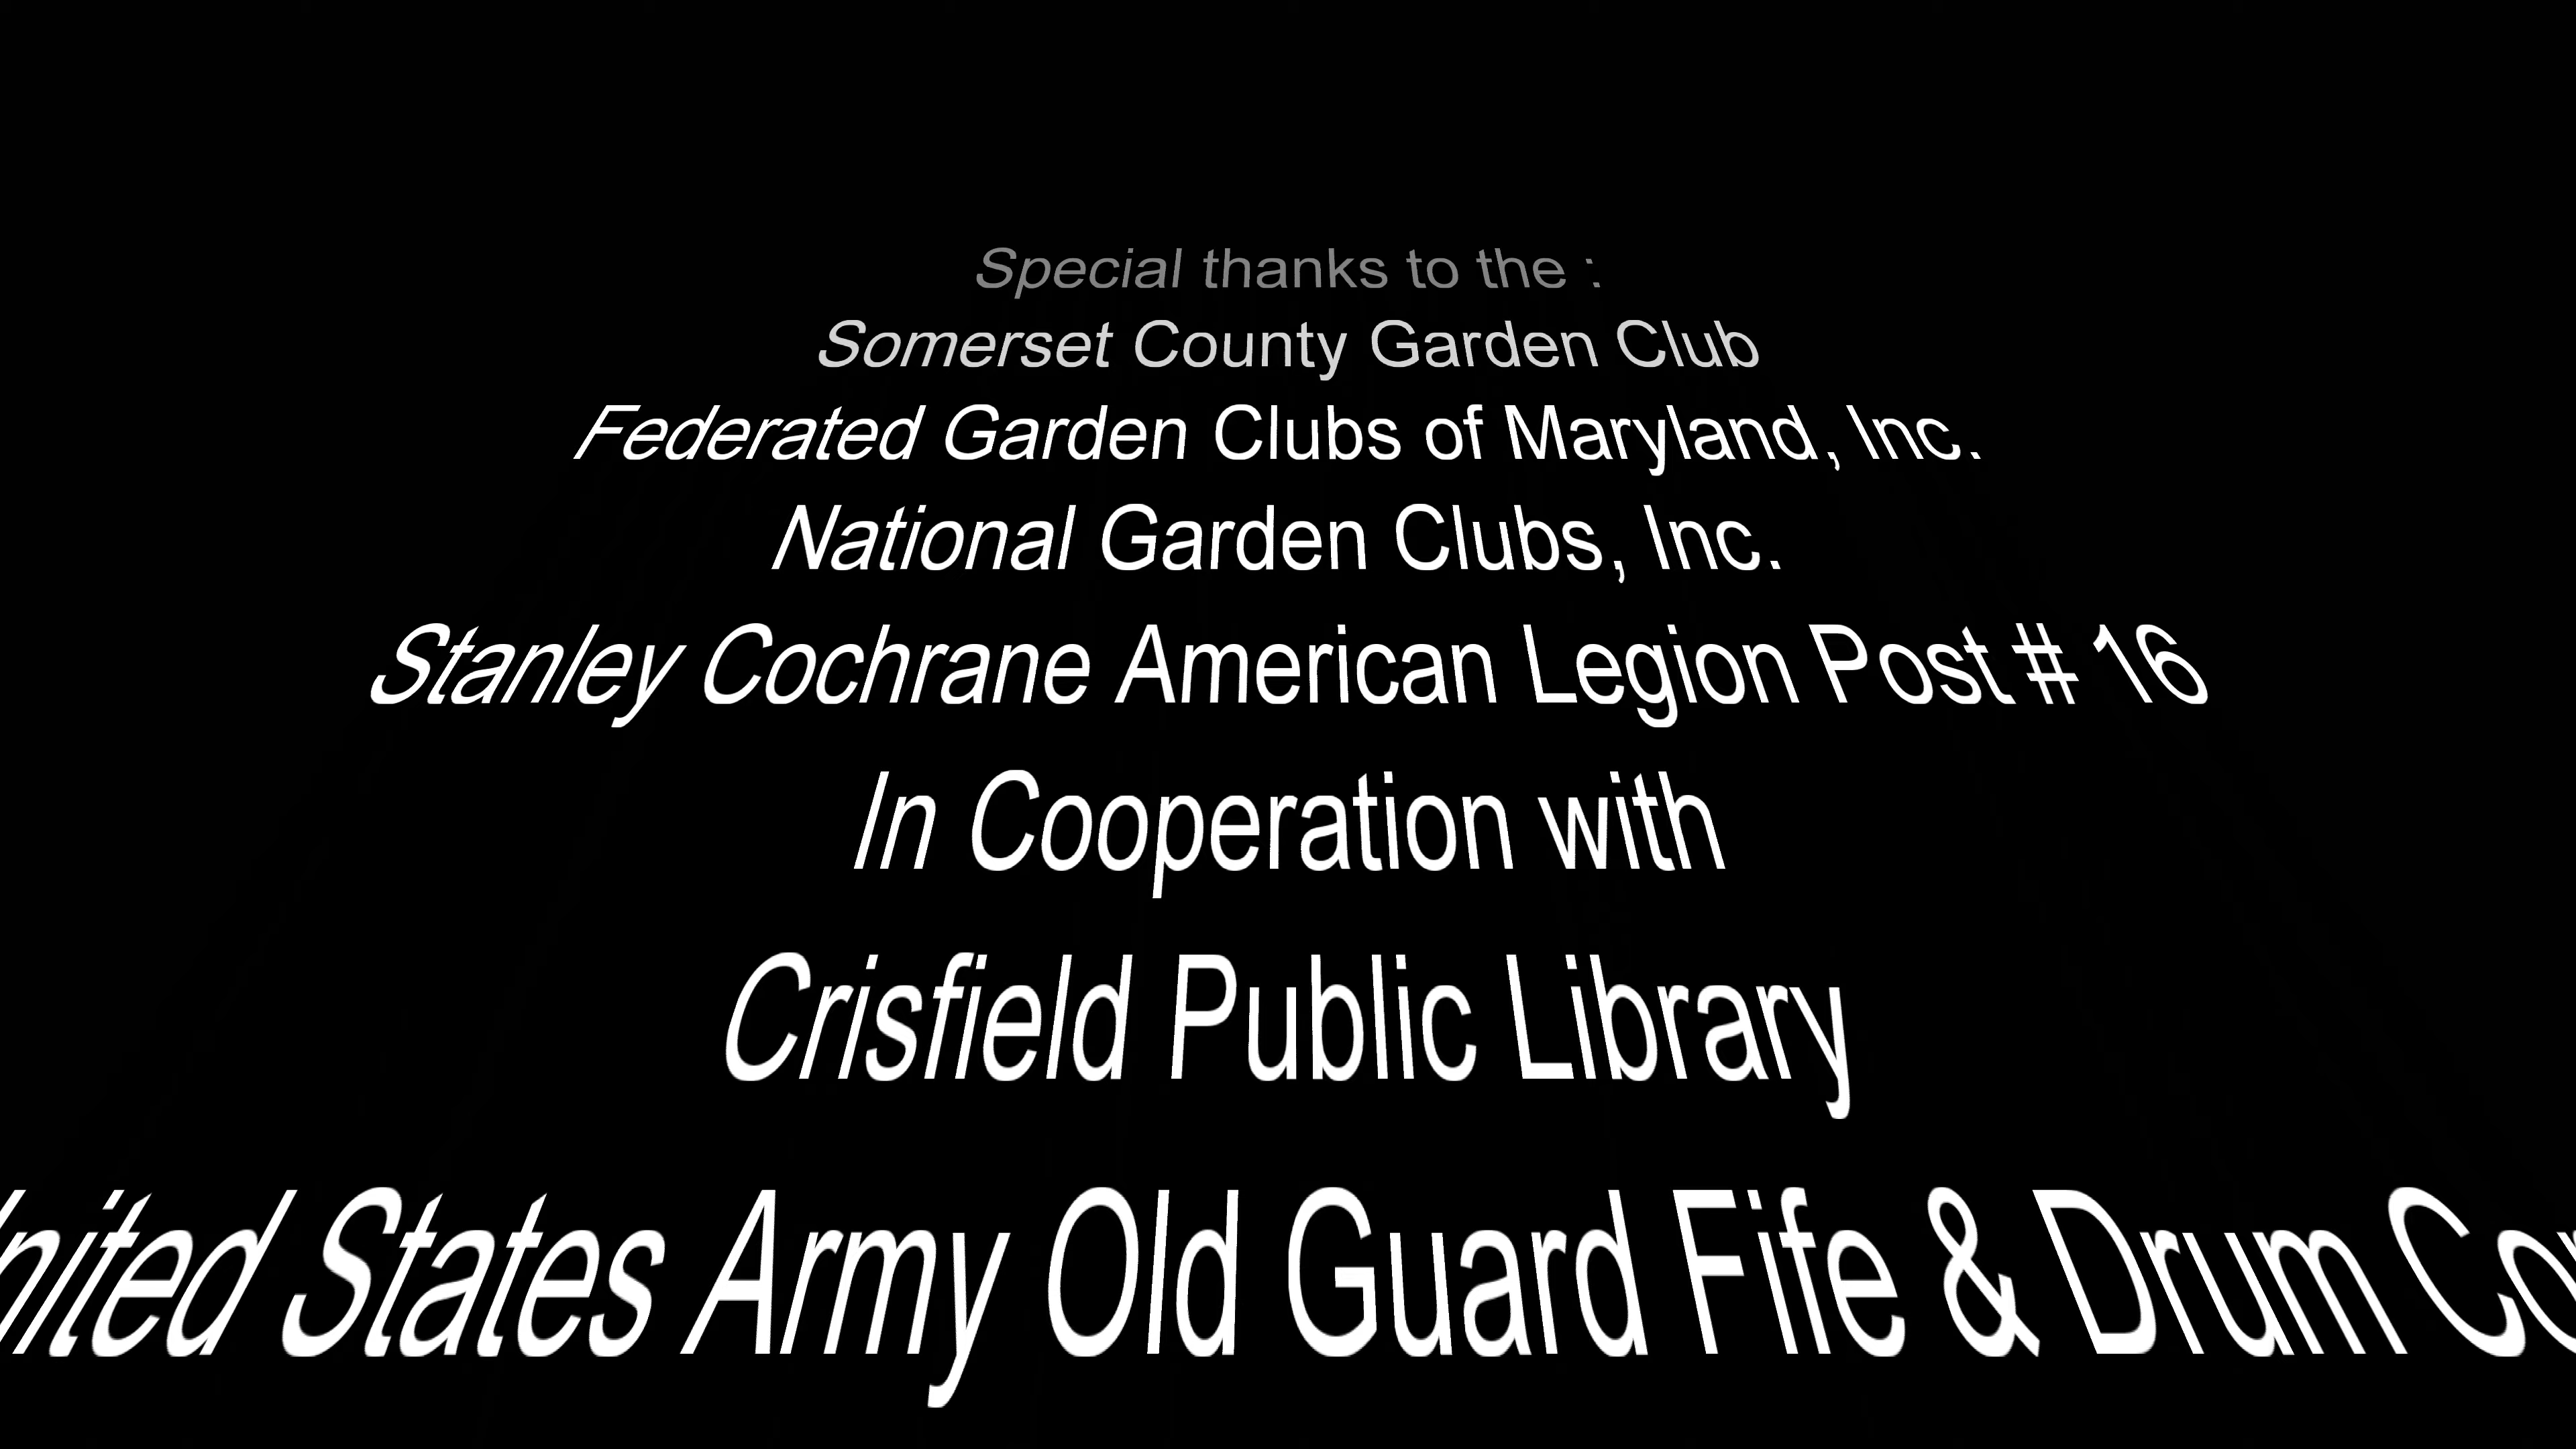 Special thanks to the :
Somerset County Garden Club
Federated Garden Clubs of Maryland, Inc.
National Garden Clubs, Inc.
Stanley Cochrane American Legion Post # 16
In Cooperation with
Crisfield Public Library
States Army Old Guard Fife & Drum